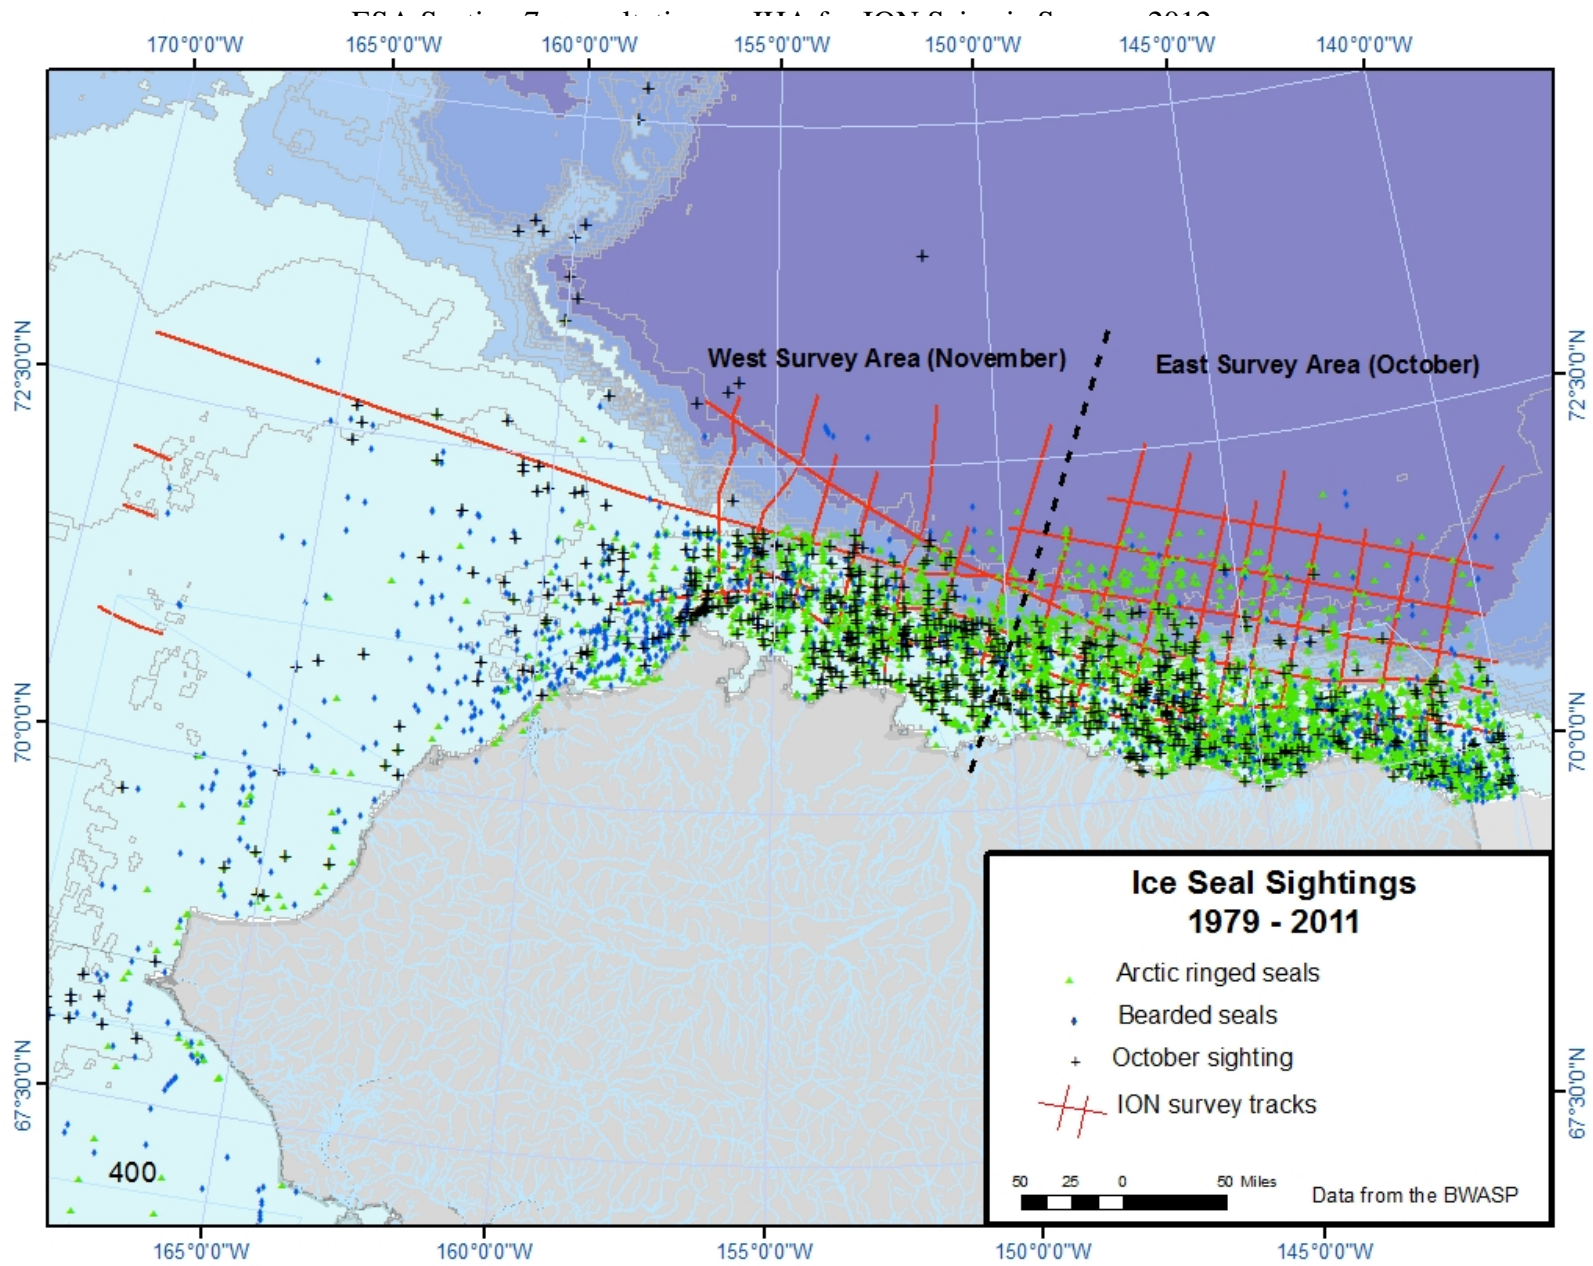 170°0'0"W 165°0'0"W 160°0'0"W 155°0'0"W 150°0'0"W 145°0'0"W 140°0'0"W
72°30'0"N
72°30'0"N
West Survey Area (November)
East Survey Area (October)
70°0'0"N
70°0'0"N
67°30'0"N
67°30'0"N
Ice Seal Sightings
1979 - 2011
Arctic ringed seals
Bearded seals
October sighting
ION survey tracks
50 25 0 50 Miles
Data from the BWASP
400
165°0'0"W 160°0'0"W 155°0'0"W 150°0'0"W 145°0'0"W